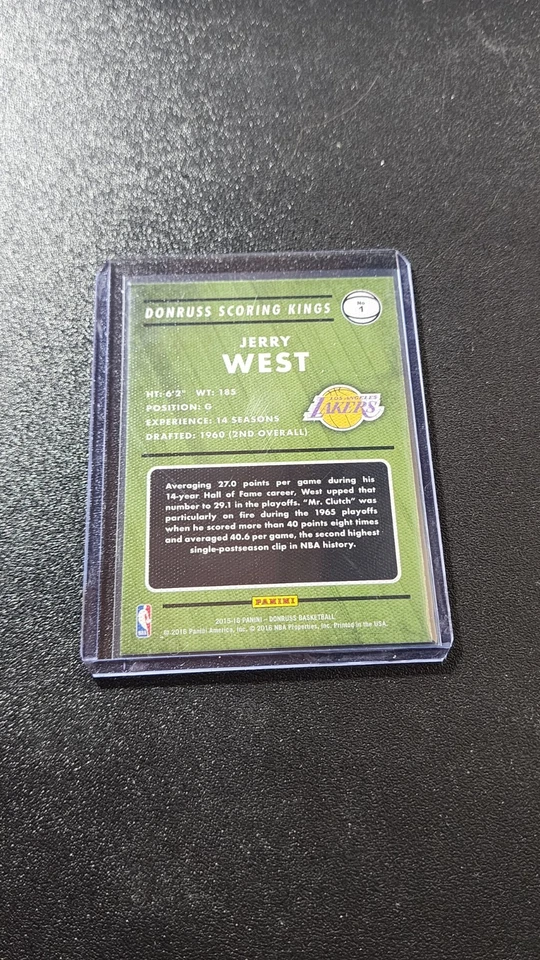 DONRUSS SCORING KINGS
No
1
JERRY
WEST
HT: 6'2" WT: 185
POSITION: G
EXPERIENCE: 14 SEASONS
DRAFTED: 1960 (2ND OVERALL)
LOS ANGELES
LAKERS
Averaging 27.0 points per game during his
14-year Hall of Fame career, West upped that
number to 29.1 in the playoffs. "Mr. Clutch" was
particularly on fire during the 1965 playoffs
when he scored more than 40 points eight times
and averaged 40.6 per game, the second highest
single-postseason clip in NBA history.
PANINI
2015-16 PANINI - DONRUSS BASKETBALL
© 2016 Panini America, Inc. © 2016 NBA Properties, Inc. Printed in the USA.
NBA